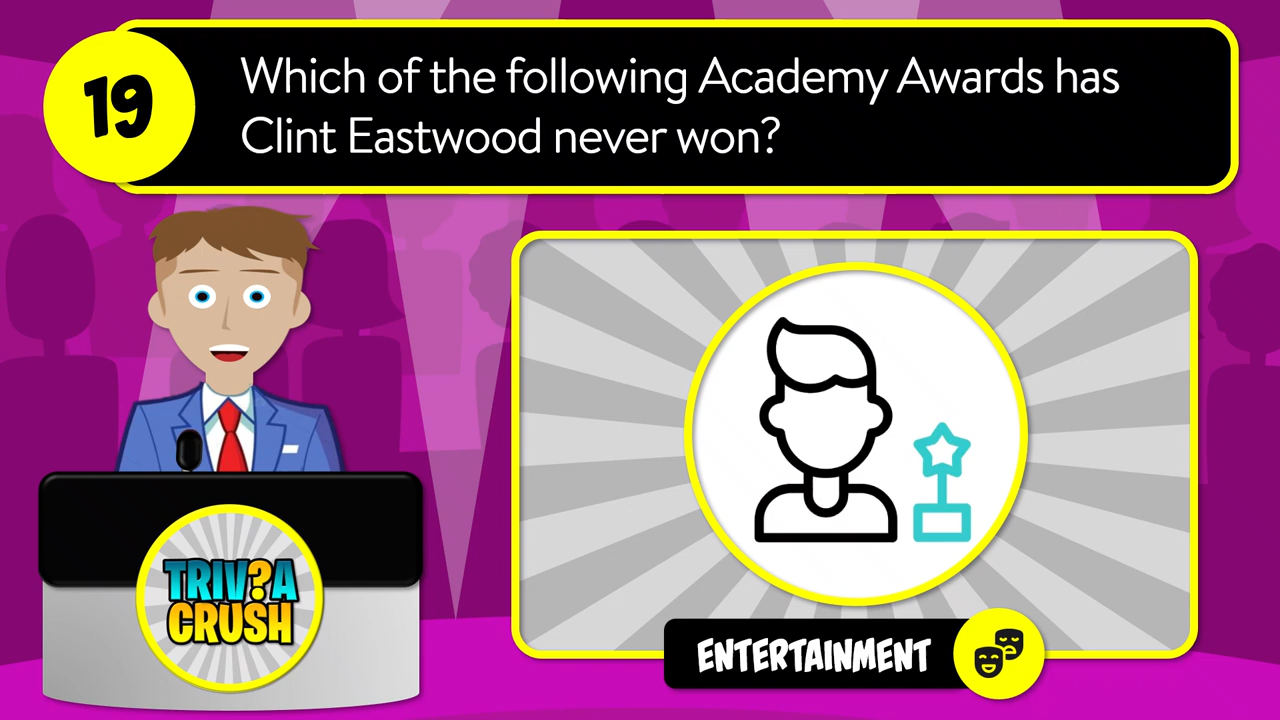 19
Which of the following Academy Awards has
Clint Eastwood never won?
TRIV?A
CRUSH
ENTERTAINMENT